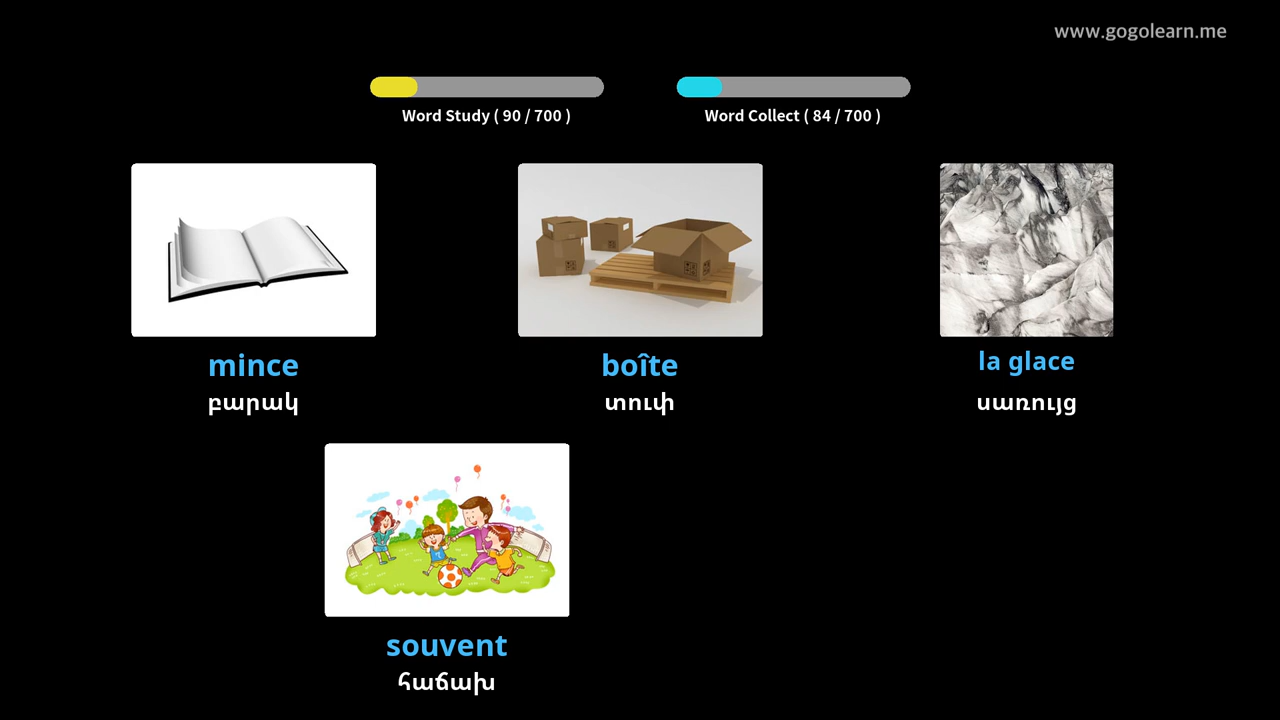 www.gogolearn.me
Word Study ( 90 / 700 )
Word Collect ( 84 / 700 )
mince
boîte
la glace
բարակ
տուփ
սառույց
souvent
հաճախ